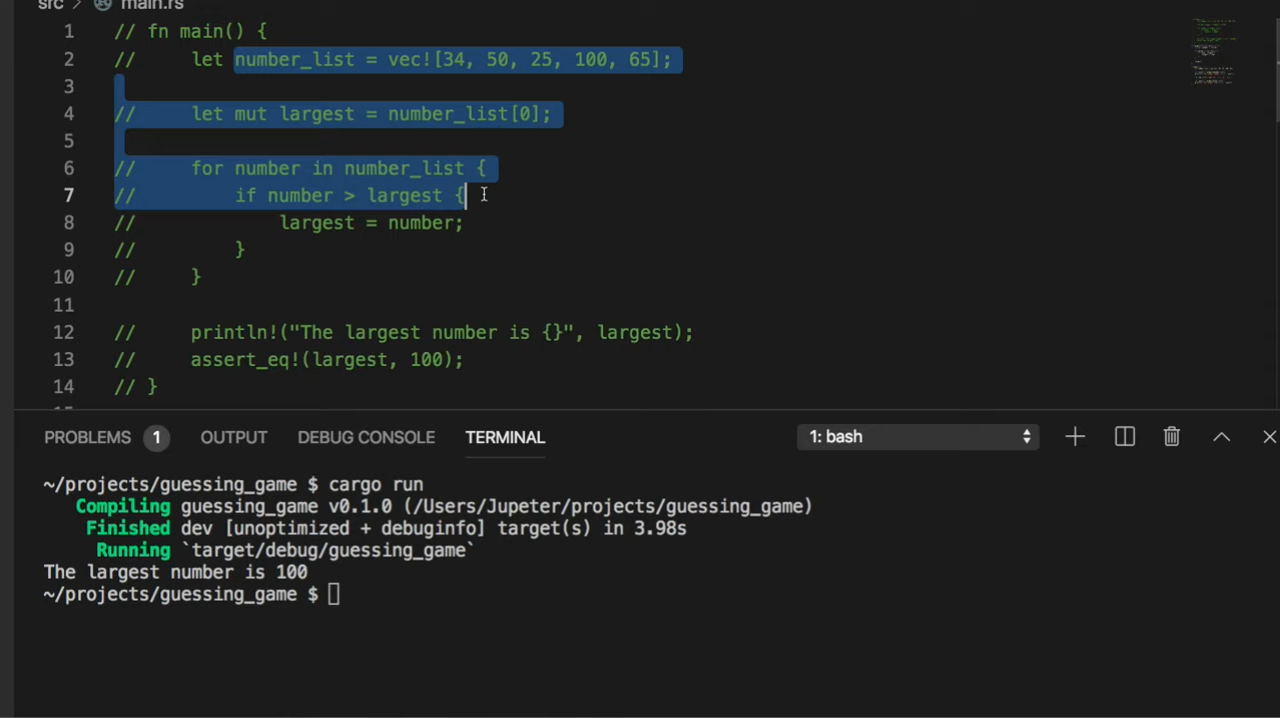 src > main.rs
1 // fn main() {
2 //     let number_list = vec![34, 50, 25, 100, 65];
3
4 //     let mut largest = number_list[0];
5
6 //     for number in number_list {
7 //         if number > largest {
8 //             largest = number;
9 //         }
10 //     }
11
12 //     println!("The largest number is {}", largest);
13 //     assert_eq!(largest, 100);
14 // }
PROBLEMS 1 OUTPUT DEBUG CONSOLE TERMINAL 1: bash
~/projects/guessing_game $ cargo run
   Compiling guessing_game v0.1.0 (/Users/Jupeter/projects/guessing_game)
    Finished dev [unoptimized + debuginfo] target(s) in 3.98s
     Running `target/debug/guessing_game`
The largest number is 100
~/projects/guessing_game $